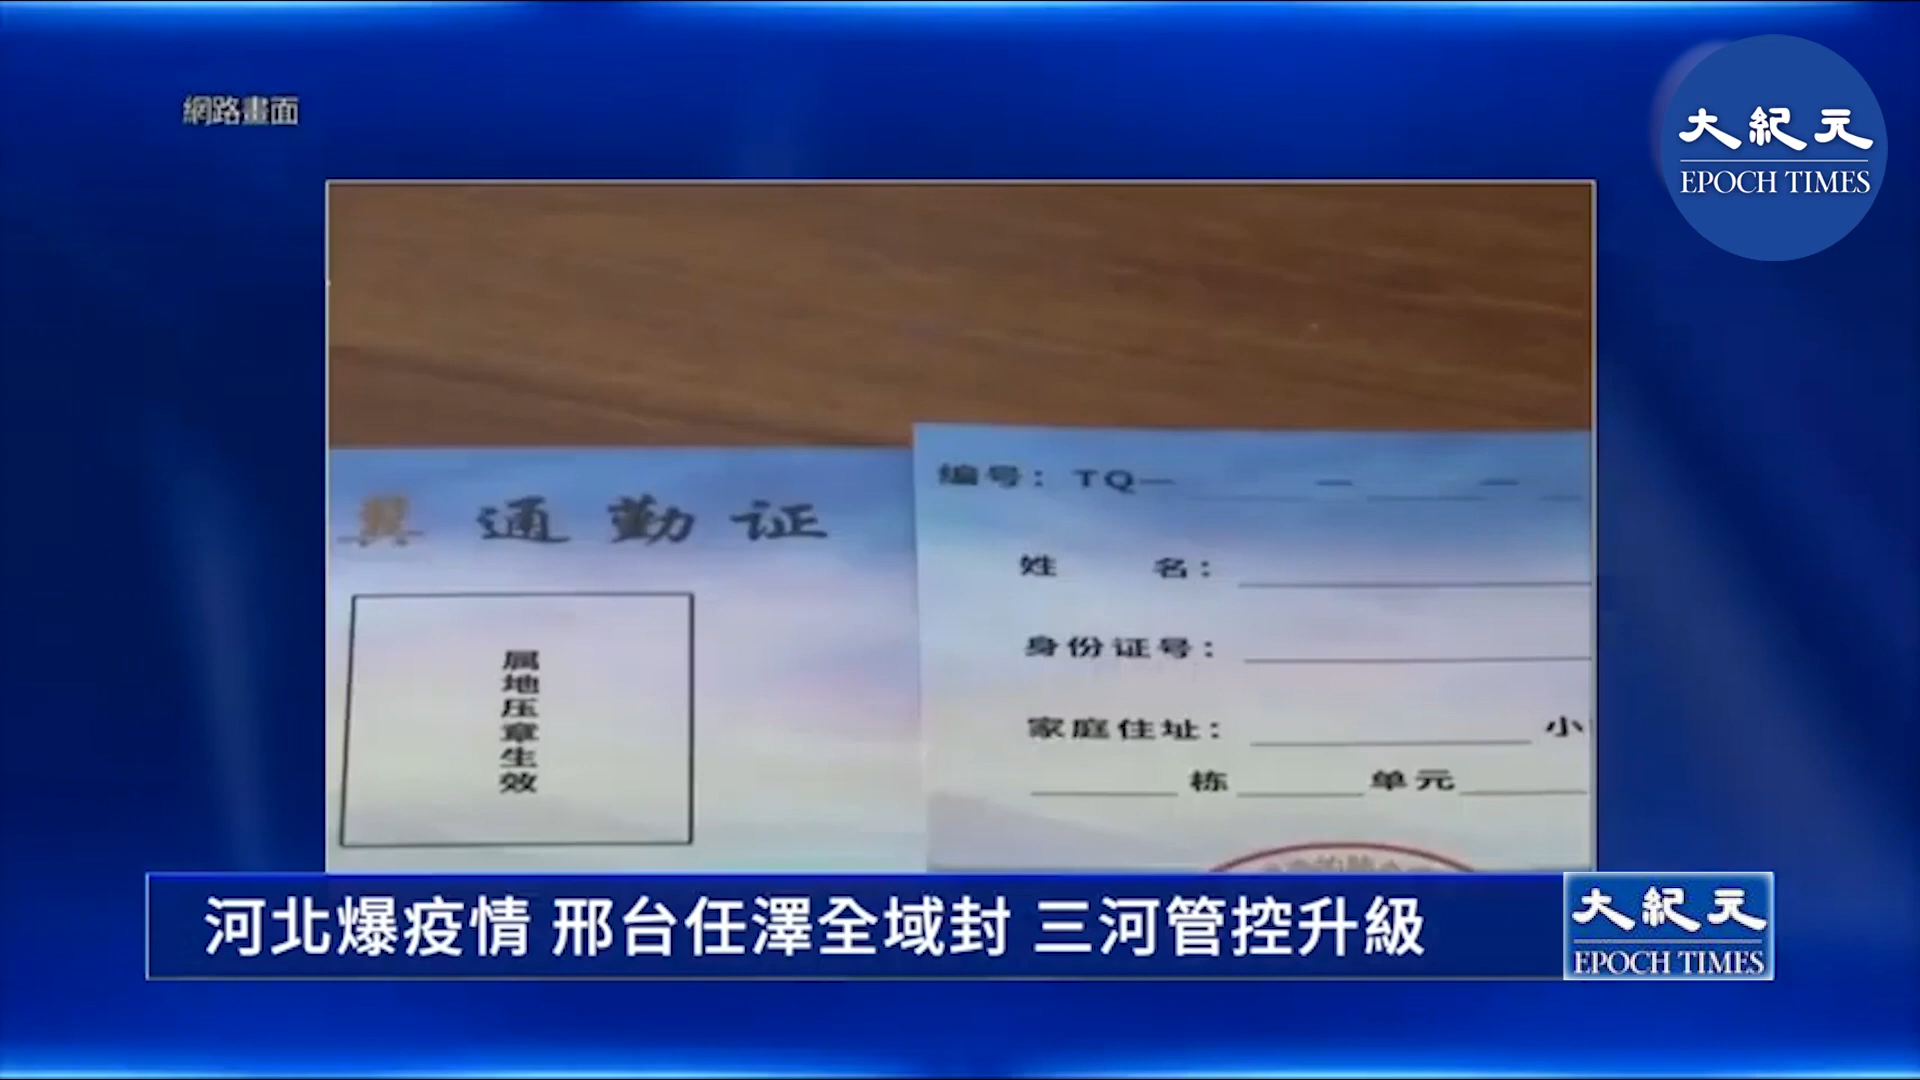 網路畫面
大紀元
EPOCH TIMES
冀 通勤证
属地压章生效
编号：TQ— — —
姓 名：
身份证号：
家庭住址： 小
栋 单元
河北爆疫情 邢台任澤全域封 三河管控升級
大紀元
EPOCH TIMES